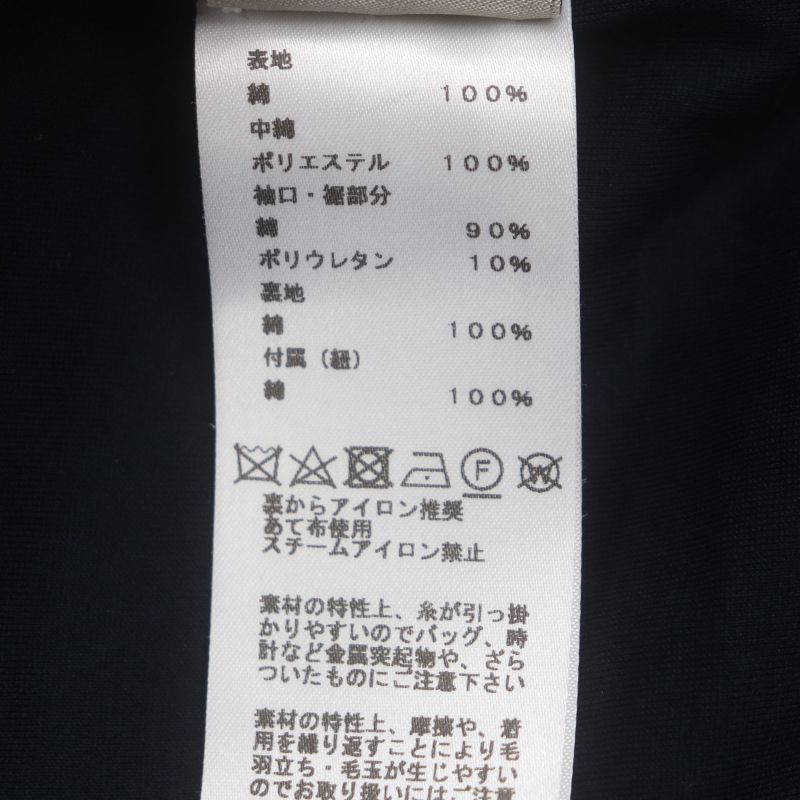 表地
綿 100%
中綿
ポリエステル 100%
袖口・裾部分
綿 90%
ポリウレタン 10%
裏地
綿 100%
付属(紐)
綿 100%
F W
裏からアイロン推奨
あて布使用
スチームアイロン禁止
素材の特性上、糸が引っ掛
かりやすいのでバッグ、時
計など金属突起物や、ざら
ついたものにご注意下さい
素材の特性上、摩擦や、着
用を繰り返すことにより毛
羽立ち・毛玉が生じやすい
のでお取り扱いにはご注意